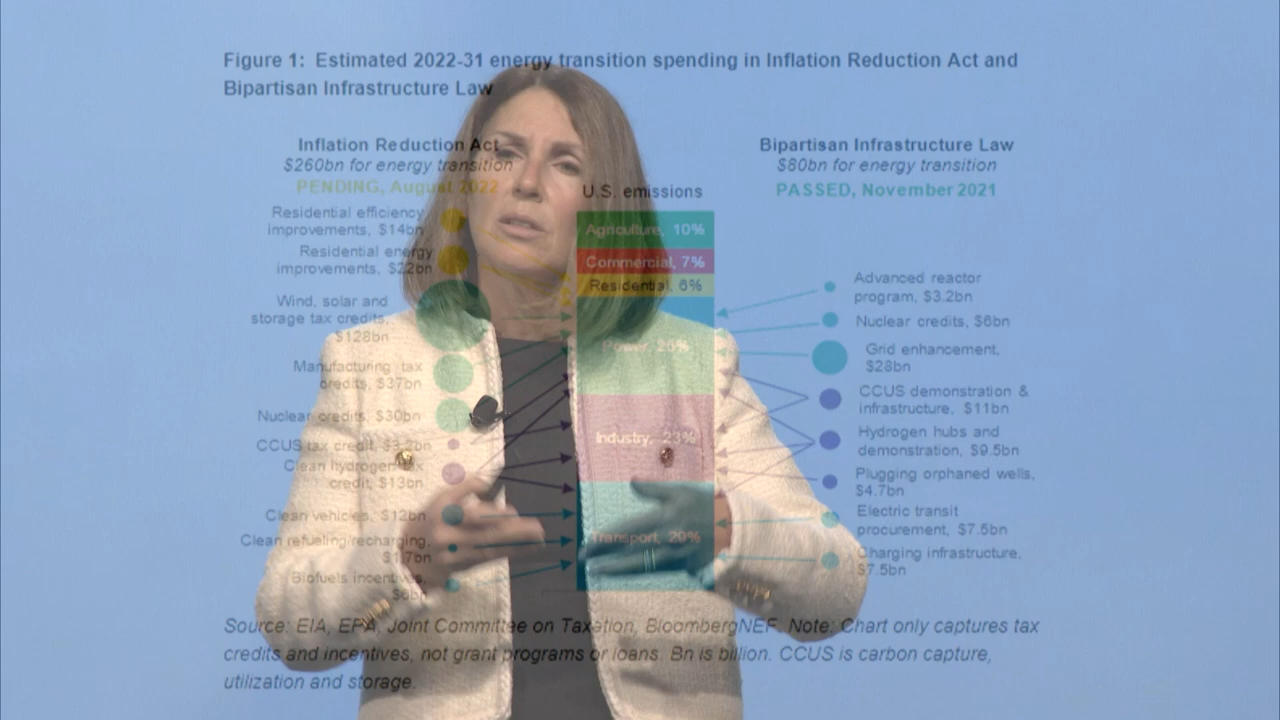 Figure 1: Estimated 2022-31 energy transition spending in Inflation Reduction Act and
Bipartisan Infrastructure Law
Inflation Reduction Act
$260bn for energy transition
PENDING, August 2022
Residential efficiency
improvements, $14bn
Residential energy
improvements, $22bn
Wind, solar and
storage tax credits,
$128bn
Manufacturing tax
credits, $37bn
Nuclear credits, $30bn
CCUS tax credit, $3.2bn
Clean hydrogen tax
credit, $13bn
Clean vehicles, $12bn
Clean refueling/recharging,
$1.7bn
Biofuels incentives,
U.S. emissions
Agriculture, 10%
Commercial, 7%
Residential, 6%
Power, 25%
Industry, 23%
Transport, 29%
Bipartisan Infrastructure Law
$80bn for energy transition
PASSED, November 2021
Advanced reactor
program, $3.2bn
Nuclear credits, $6bn
Grid enhancement,
$28bn
CCUS demonstration &
infrastructure, $11bn
Hydrogen hubs and
demonstration, $9.5bn
Plugging orphaned wells,
$4.7bn
Electric transit
procurement, $7.5bn
Charging infrastructure,
$7.5bn
Source: EIA, EPA, Joint Committee on Taxation, BloombergNEF. Note: Chart only captures tax
credits and incentives, not grant programs or loans. Bn is billion. CCUS is carbon capture,
utilization and storage.